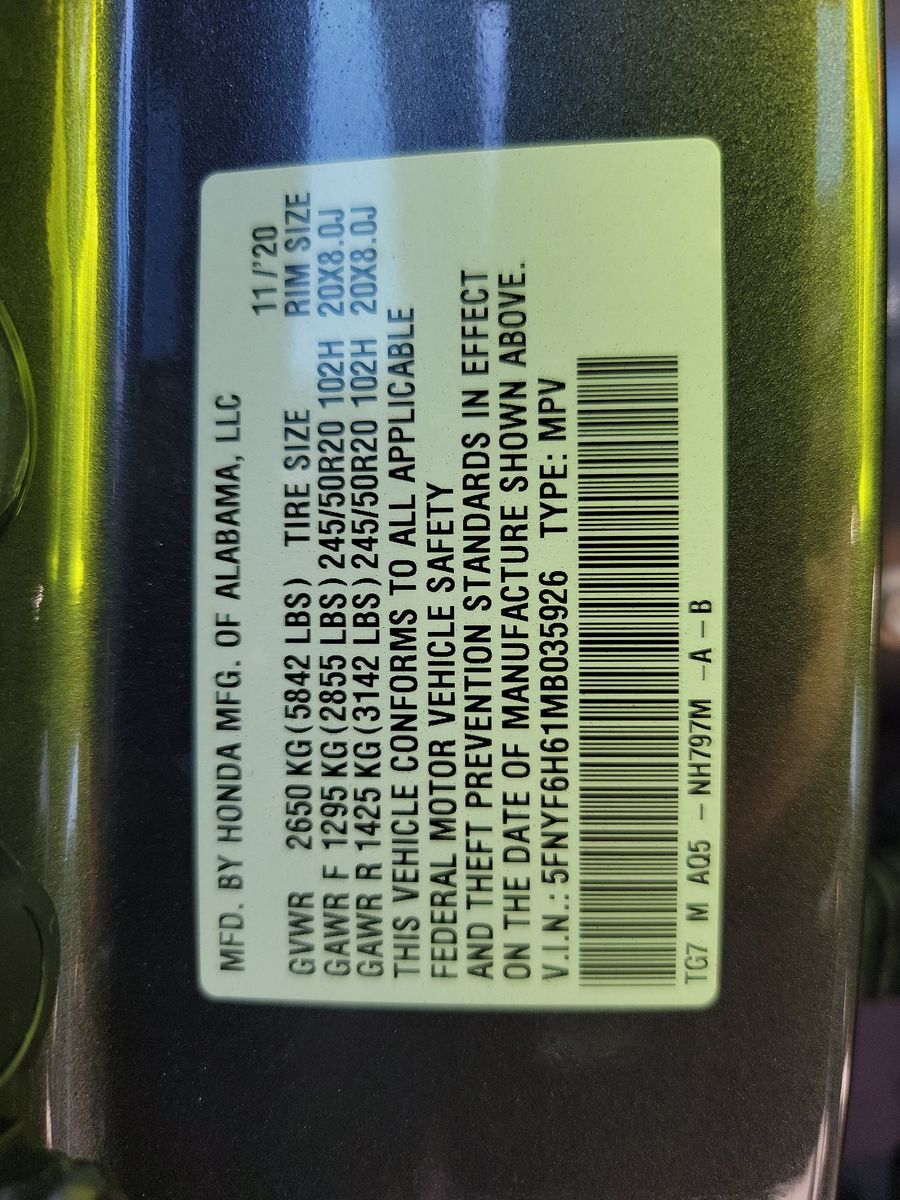 MFD. BY HONDA MFG. OF ALABAMA, LLC
11/'20
GVWR 2650 KG(5842 LBS) TIRE SIZE RIM SIZE
GAWR F 1295 KG(2855 LBS) 245/50R20 102H 20X8.0J
GAWR R 1425 KG(3142 LBS) 245/50R20 102H 20X8.0J
THIS VEHICLE CONFORMS TO ALL APPLICABLE
FEDERAL MOTOR VEHICLE SAFETY
AND THEFT PREVENTION STANDARDS IN EFFECT
ON THE DATE OF MANUFACTURE SHOWN ABOVE.
V.I.N.: 5FNYF6H61MB035926 TYPE: MPV
TG7 M AQ5 -NH797M -A-B